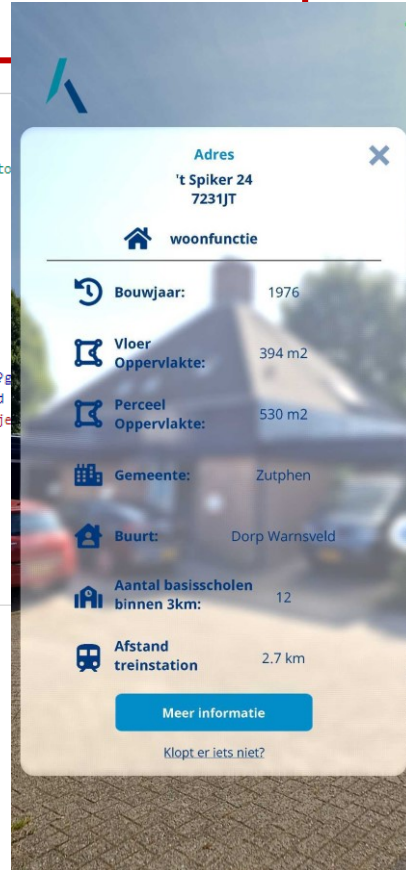 Adres
't Spiker 24
7231JT
woonfunctie
Bouwjaar: 1976
Vloer
Oppervlakte: 394 m2
Perceel
Oppervlakte: 530 m2
Gemeente: Zutphen
Buurt: Dorp Warnsveld
Aantal basisscholen
binnen 3km: 12
Afstand
treinstation 2.7 km
Meer informatie
Klopt er iets niet?